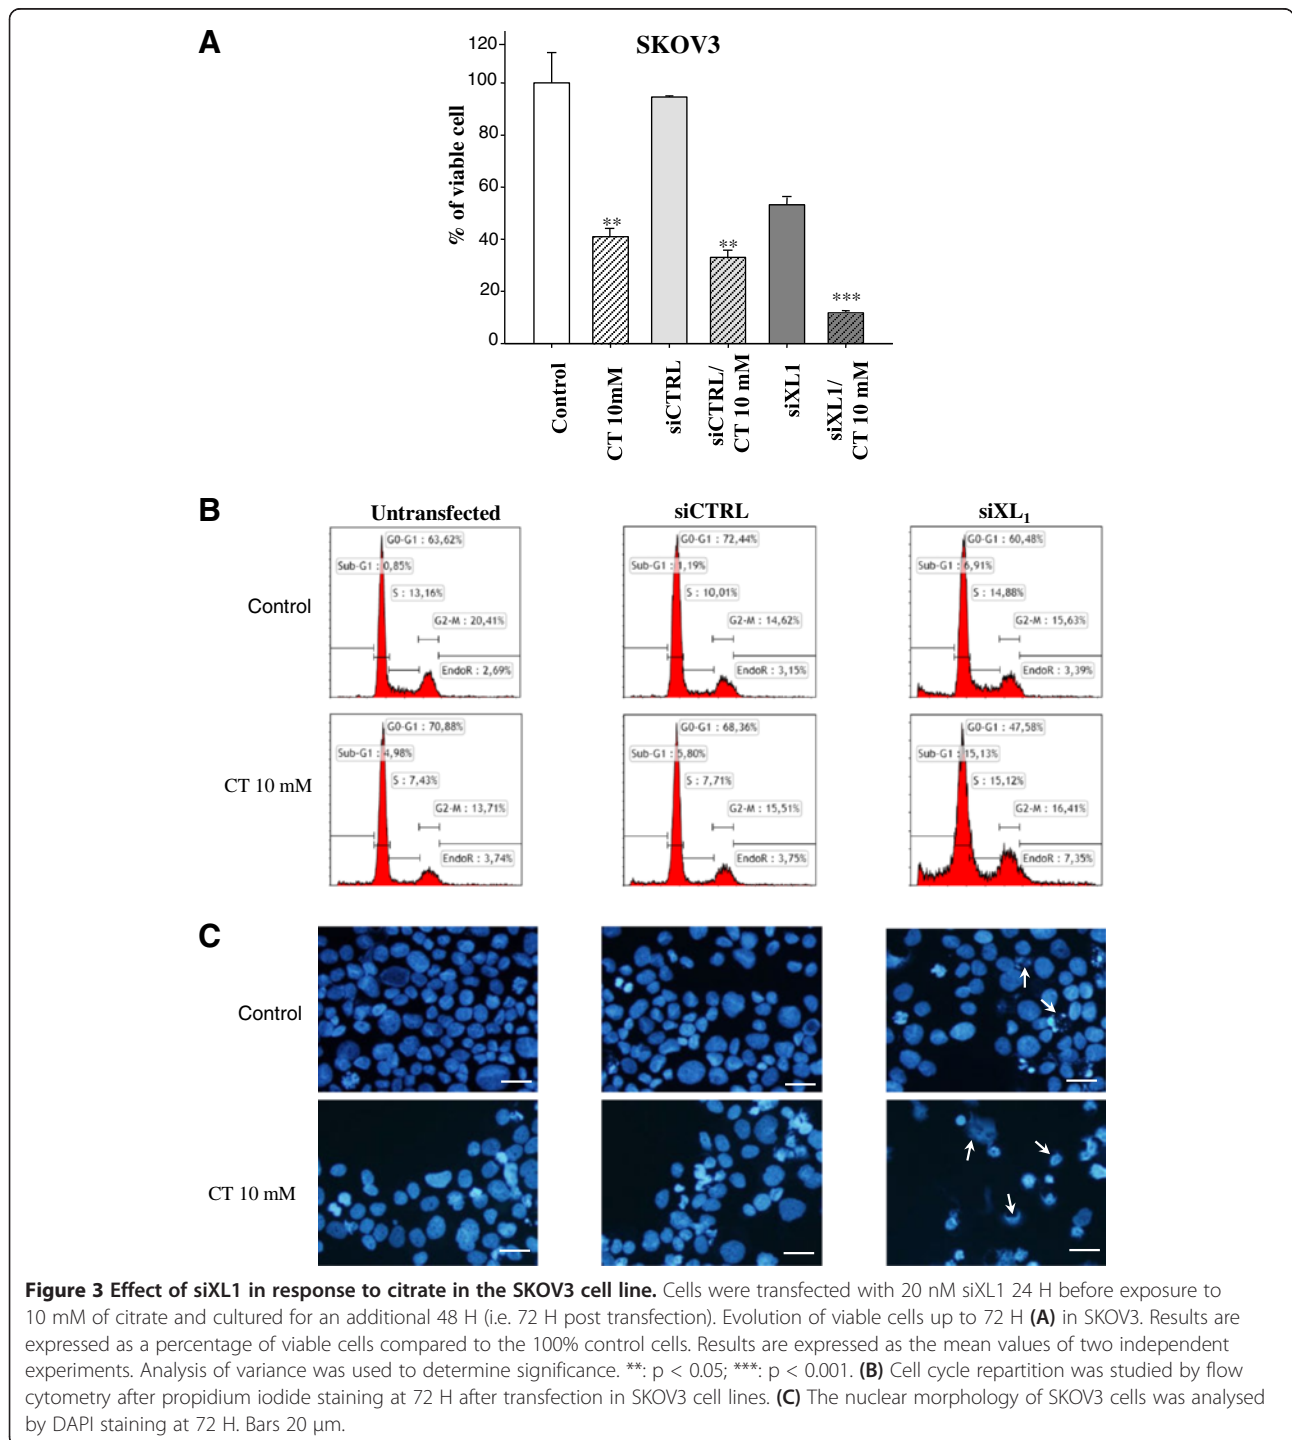 A
SKOV3
% of viable cell
120
100
80
60
40
20
0
**
**
***
Control
CT 10mM
siCTRL
siCTRL/
CT 10 mM
siXL1
siXL1/
CT 10 mM
B
Untransfected
siCTRL
siXL1
Control
G0-G1 : 63,62%
Sub-G1 : 0,85%
S : 13,16%
G2-M : 20,41%
EndoR : 2,69%
G0-G1 : 72,44%
Sub-G1 : 1,19%
S : 10,01%
G2-M : 14,62%
EndoR : 3,15%
G0-G1 : 60,48%
Sub-G1 : 6,91%
S : 14,88%
G2-M : 15,63%
EndoR : 3,39%
CT 10 mM
G0-G1 : 70,88%
Sub-G1 : 4,98%
S : 7,43%
G2-M : 13,71%
EndoR : 3,74%
G0-G1 : 68,36%
Sub-G1 : 5,80%
S : 7,71%
G2-M : 15,51%
EndoR : 3,75%
G0-G1 : 47,58%
Sub-G1 : 15,13%
S : 15,12%
G2-M : 16,41%
EndoR : 7,35%
C
Control
CT 10 mM
Figure 3 Effect of siXL1 in response to citrate in the SKOV3 cell line. Cells were transfected with 20 nM siXL1 24 H before exposure to
10 mM of citrate and cultured for an additional 48 H (i.e. 72 H post transfection). Evolution of viable cells up to 72 H (A) in SKOV3. Results are
expressed as a percentage of viable cells compared to the 100% control cells. Results are expressed as the mean values of two independent
experiments. Analysis of variance was used to determine significance. **: p < 0.05; ***: p < 0.001. (B) Cell cycle repartition was studied by flow
cytometry after propidium iodide staining at 72 H after transfection in SKOV3 cell lines. (C) The nuclear morphology of SKOV3 cells was analysed
by DAPI staining at 72 H. Bars 20 μm.